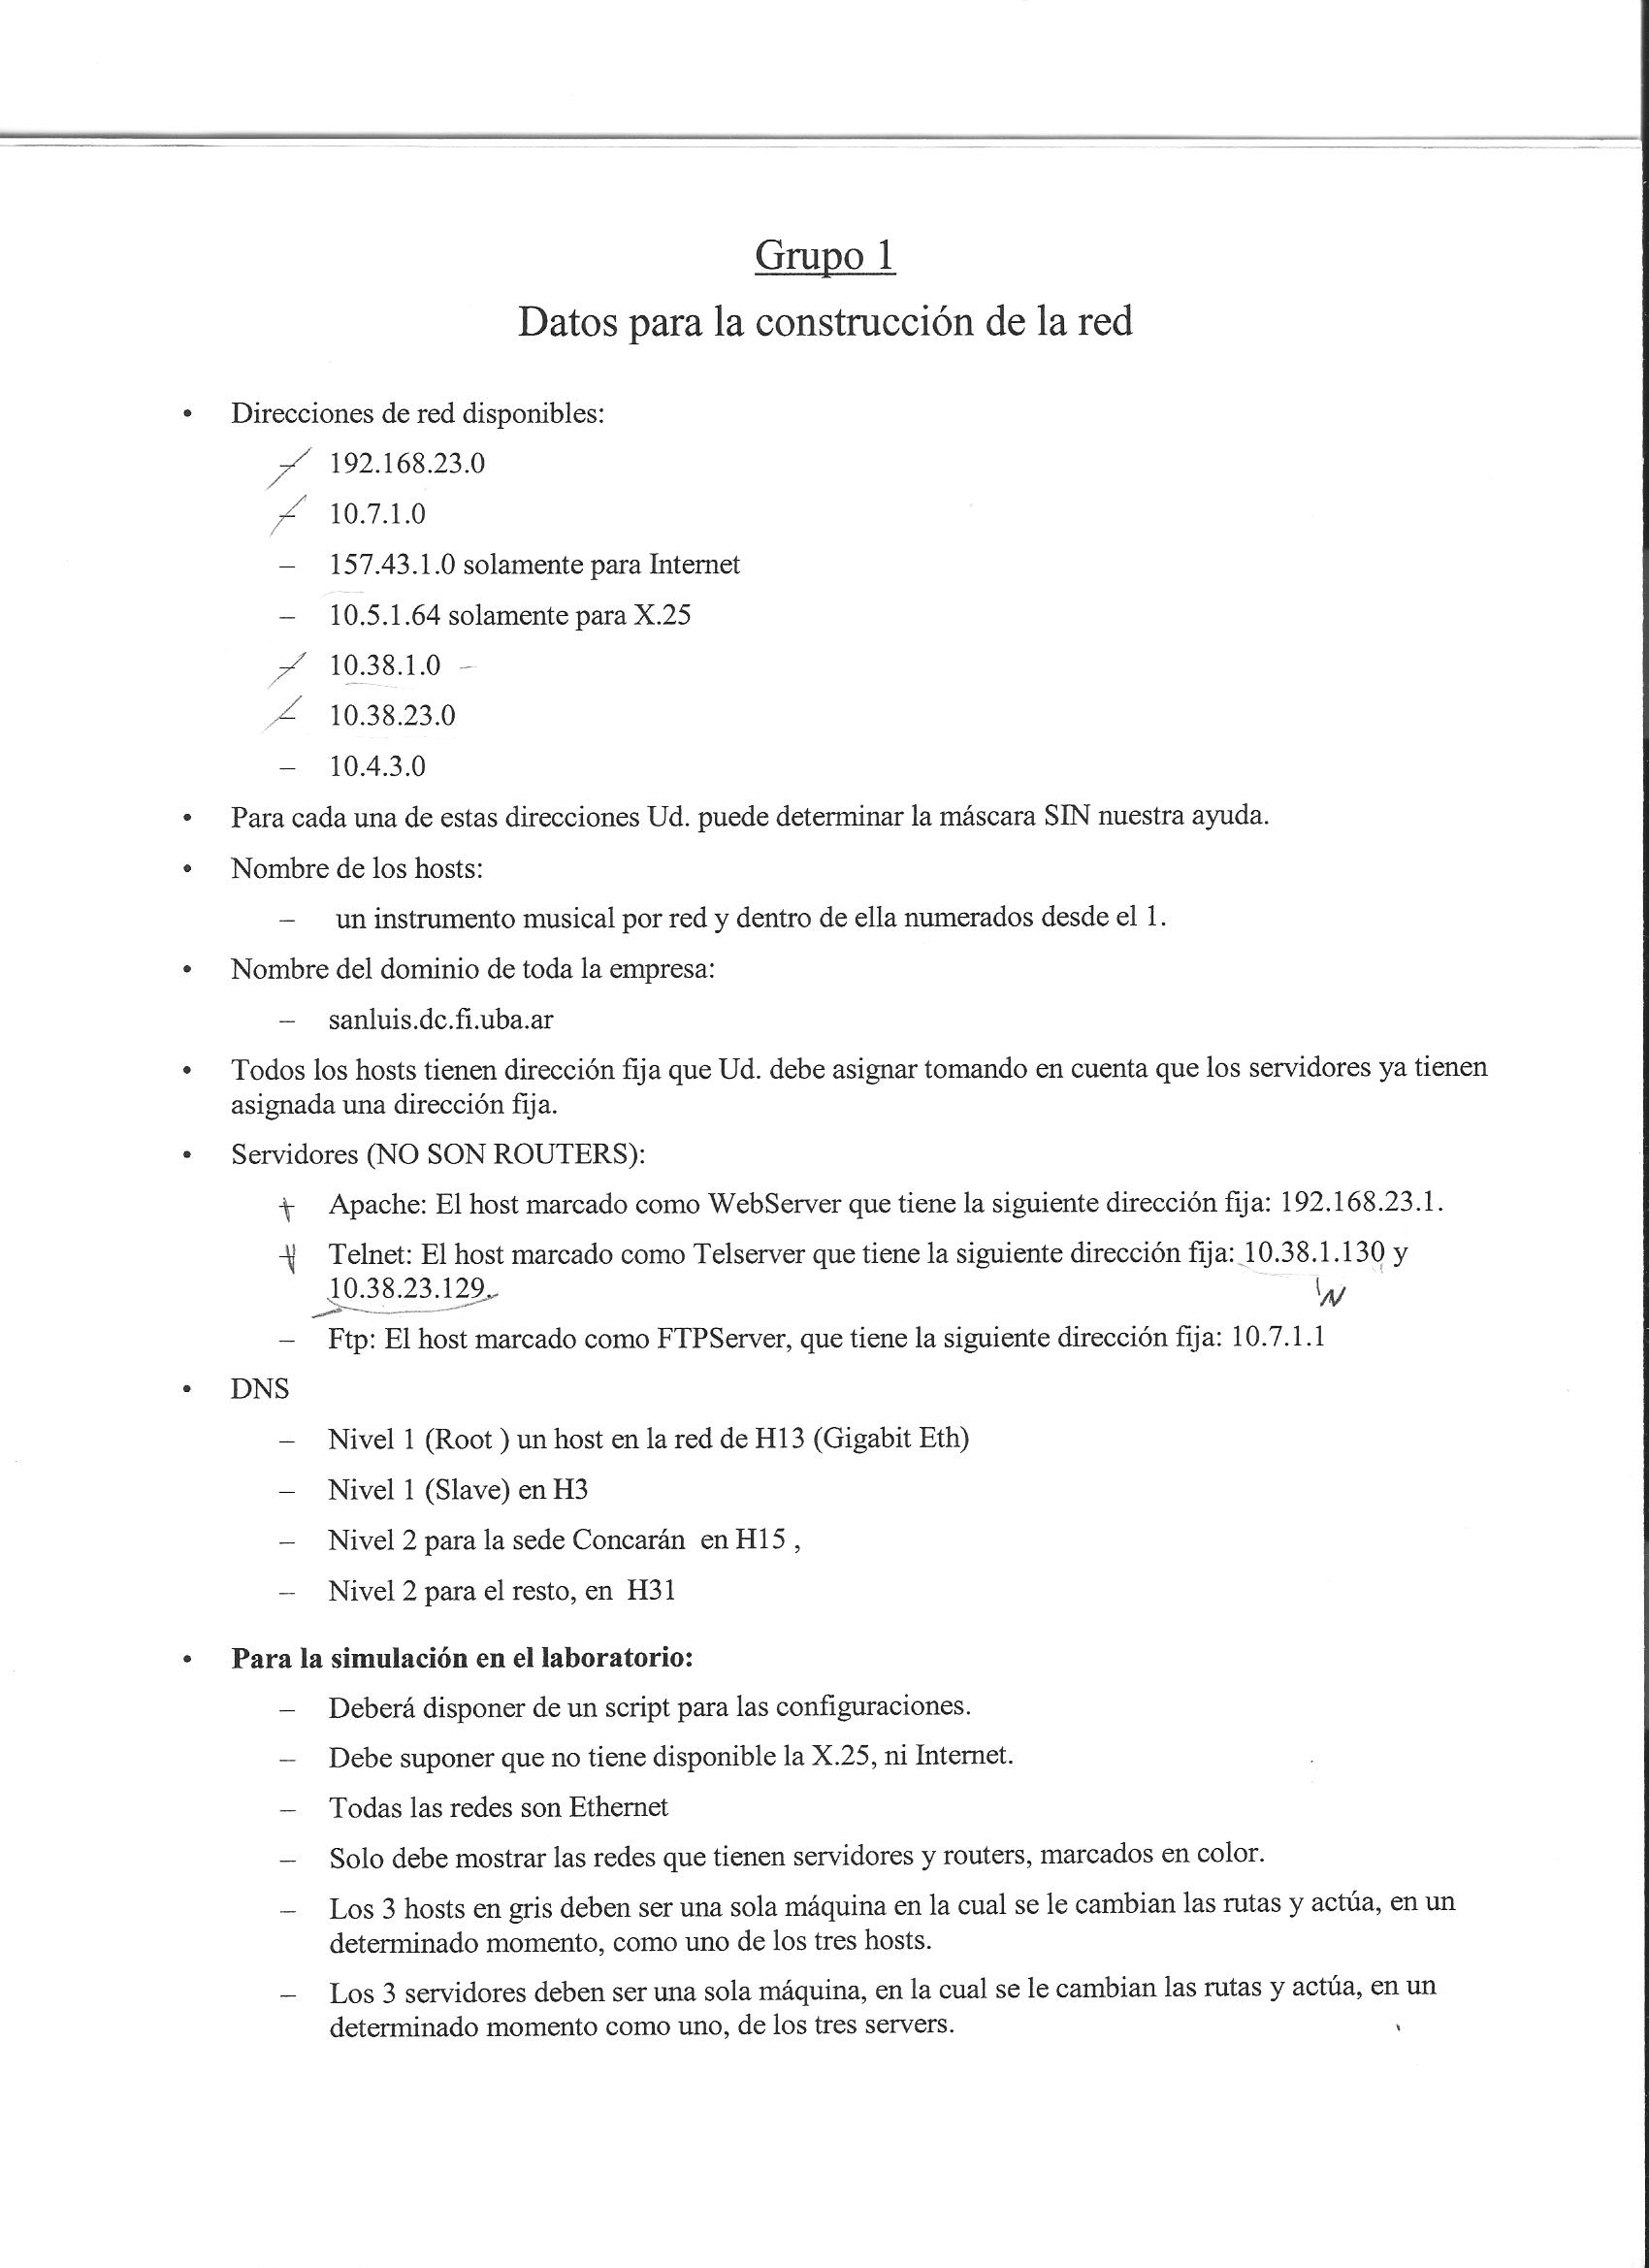 Grupo 1
Datos para la construcción de la red
• Direcciones de red disponibles:
– 192.168.23.0
– 10.7.1.0
– 157.43.1.0 solamente para Internet
– 10.5.1.64 solamente para X.25
– 10.38.1.0 –
– 10.38.23.0
– 10.4.3.0
• Para cada una de estas direcciones Ud. puede determinar la máscara SIN nuestra ayuda.
• Nombre de los hosts:
– un instrumento musical por red y dentro de ella numerados desde el 1.
• Nombre del dominio de toda la empresa:
– sanluis.dc.fi.uba.ar
• Todos los hosts tienen dirección fija que Ud. debe asignar tomando en cuenta que los servidores ya tienen
asignada una dirección fija.
• Servidores (NO SON ROUTERS):
– Apache: El host marcado como WebServer que tiene la siguiente dirección fija: 192.168.23.1.
– Telnet: El host marcado como Telserver que tiene la siguiente dirección fija: 10.38.1.130 y
10.38.23.129.
– Ftp: El host marcado como FTPServer, que tiene la siguiente dirección fija: 10.7.1.1
• DNS
– Nivel 1 (Root ) un host en la red de H13 (Gigabit Eth)
– Nivel 1 (Slave) en H3
– Nivel 2 para la sede Concarán en H15 ,
– Nivel 2 para el resto, en H31
• Para la simulación en el laboratorio:
– Deberá disponer de un script para las configuraciones.
– Debe suponer que no tiene disponible la X.25, ni Internet.
– Todas las redes son Ethernet
– Solo debe mostrar las redes que tienen servidores y routers, marcados en color.
– Los 3 hosts en gris deben ser una sola máquina en la cual se le cambian las rutas y actúa, en un
determinado momento, como uno de los tres hosts.
– Los 3 servidores deben ser una sola máquina, en la cual se le cambian las rutas y actúa, en un
determinado momento como uno, de los tres servers.